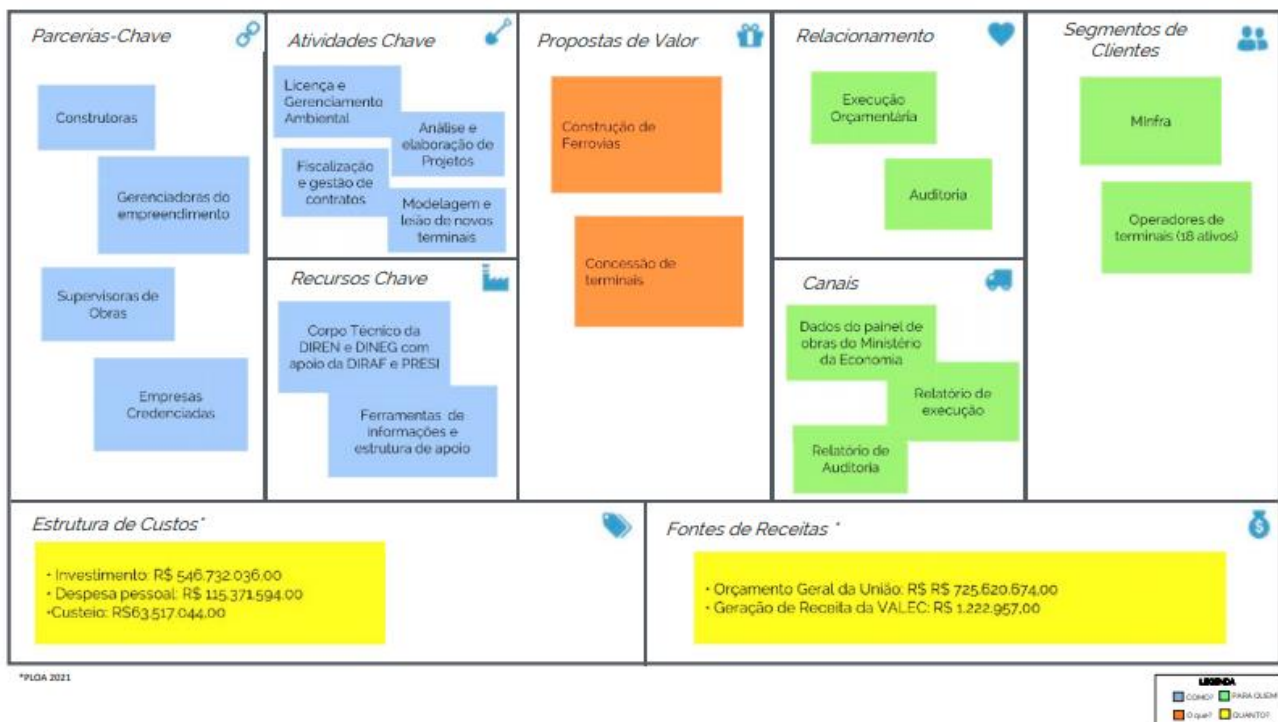 Parcerias-Chave
Construtoras
Gerenciadoras do
empreendimento
Supervisoras de
Obras
Empresas
Credenciadas
Atividades Chave
Licença e
Gerenciamento
Ambiental
Análise e
elaboração de
Projetos
Fiscalização
e gestão de
contratos
Modelagem e
leião de novos
terminais
Recursos Chave
Corpo Técnico da
DIREN e DINEG com
apoio da DIRAF e PRESI
Ferramentas de
informações e
estrutura de apoio
Propostas de Valor
Construção de
Ferrovias
Concessão de
terminais
Relacionamento
Execução
Orçamentária
Auditoria
Canais
Dados do painel de
obras do Ministério
da Economia
Relatório de
execução
Relatório de
Auditoria
Segmentos de
Clientes
MInfra
Operadores de
terminais (18 ativos)
Estrutura de Custos*
• Investimento: R$ 546.732.036,00
• Despesa pessoal: R$ 115.371.594,00
•Custeio: R$63.517.044,00
Fontes de Receitas *
• Orçamento Geral da União: R$ R$ 725.620.674,00
• Geração de Receita da VALEC: R$ 1.222.957,00
*PLOA 2021
LEGENDA
COMO? PARA QUEM?
O que? QUANTO?